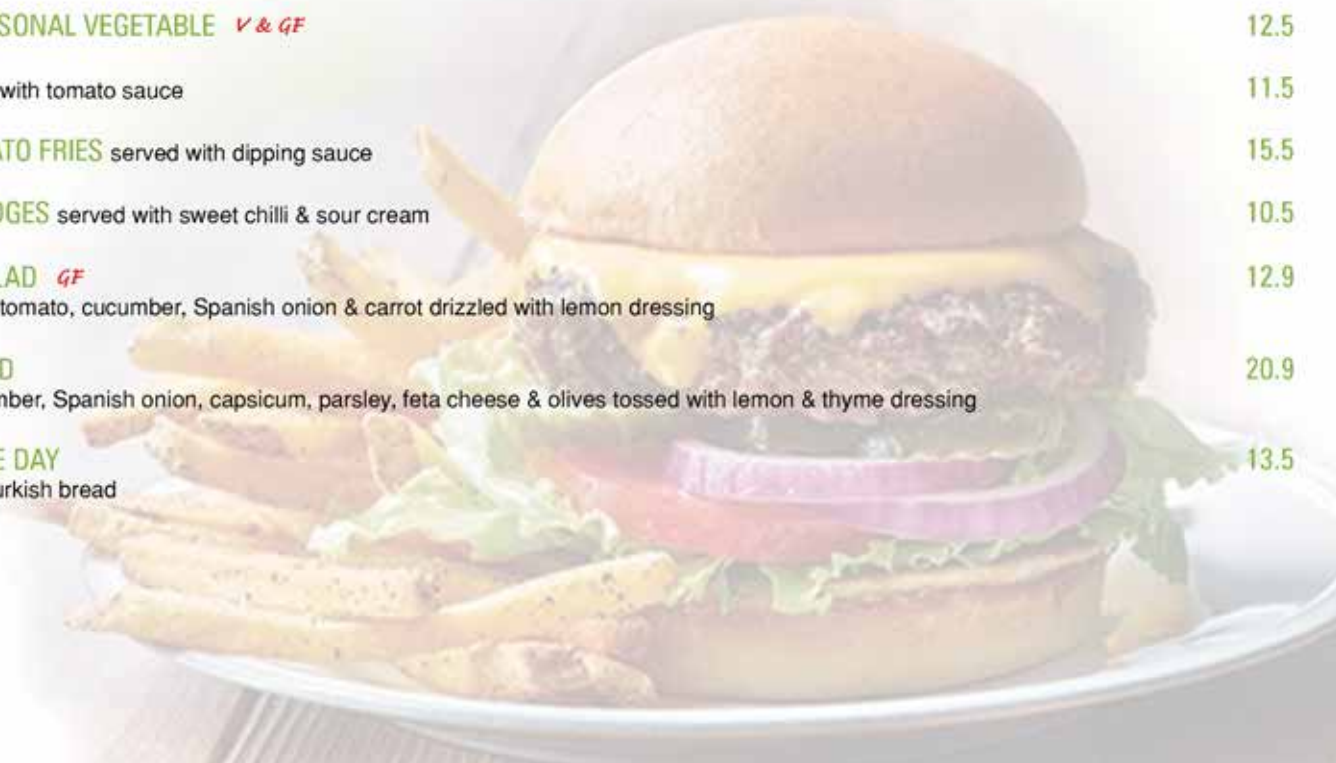 SONAL VEGETABLE V & GF 12.5
with tomato sauce 11.5
ATO FRIES served with dipping sauce 15.5
DGES served with sweet chilli & sour cream 10.5
LAD GF 12.9
tomato, cucumber, Spanish onion & carrot drizzled with lemon dressing
D 20.9
mber, Spanish onion, capsicum, parsley, feta cheese & olives tossed with lemon & thyme dressing
E DAY 13.5
urkish bread